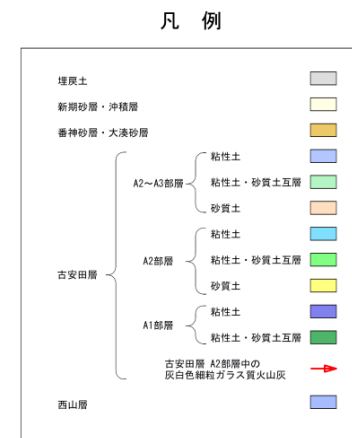 凡 例
埋戻土
新期砂層・沖積層
番神砂層・大湊砂層
古安田層
A2～A3部層
粘性土
粘性土・砂質土互層
砂質土
A2部層
粘性土
粘性土・砂質土互層
砂質土
A1部層
粘性土
粘性土・砂質土互層
古安田層 A2部層中の
灰白色細粒ガラス質火山灰
西山層